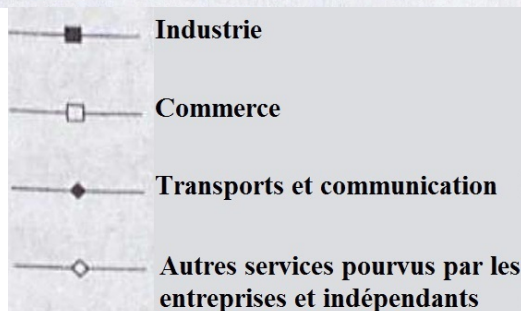 Industrie
Commerce
Transports et communication
Autres services pourvus par les
entreprises et indépendants